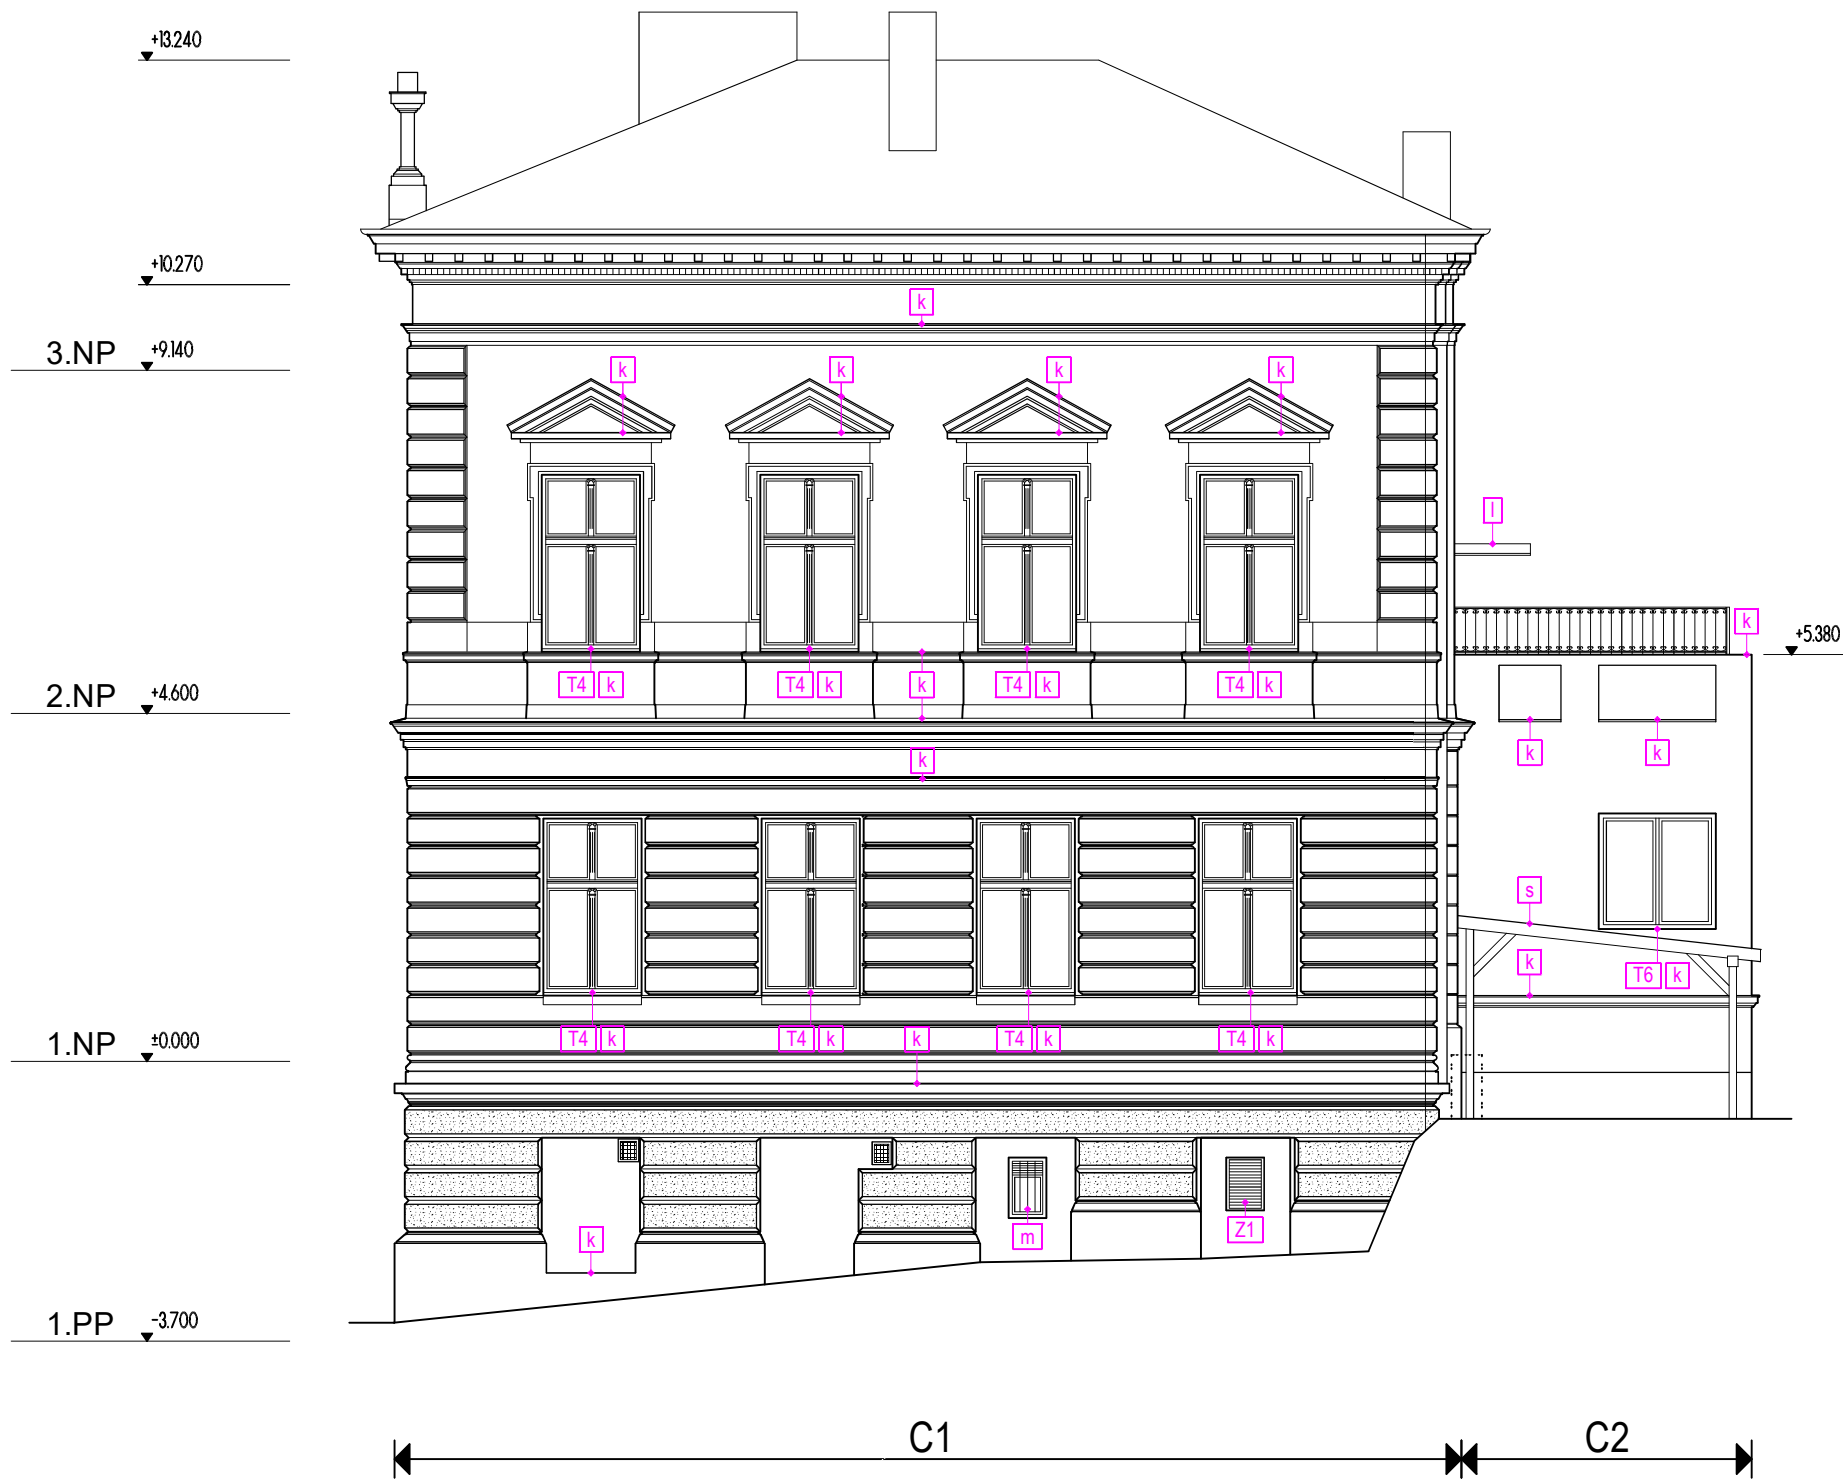 +13.240
+10.270
k
3.NP +9.140
k k k k
l
k
+5.380
T4 k T4 k k T4 k T4 k
2.NP +4.600
k k k
s
k T6 k
T4 k T4 k k T4 k T4 k
1.NP ±0.000
k m Z1
1.PP -3.700
C1 C2